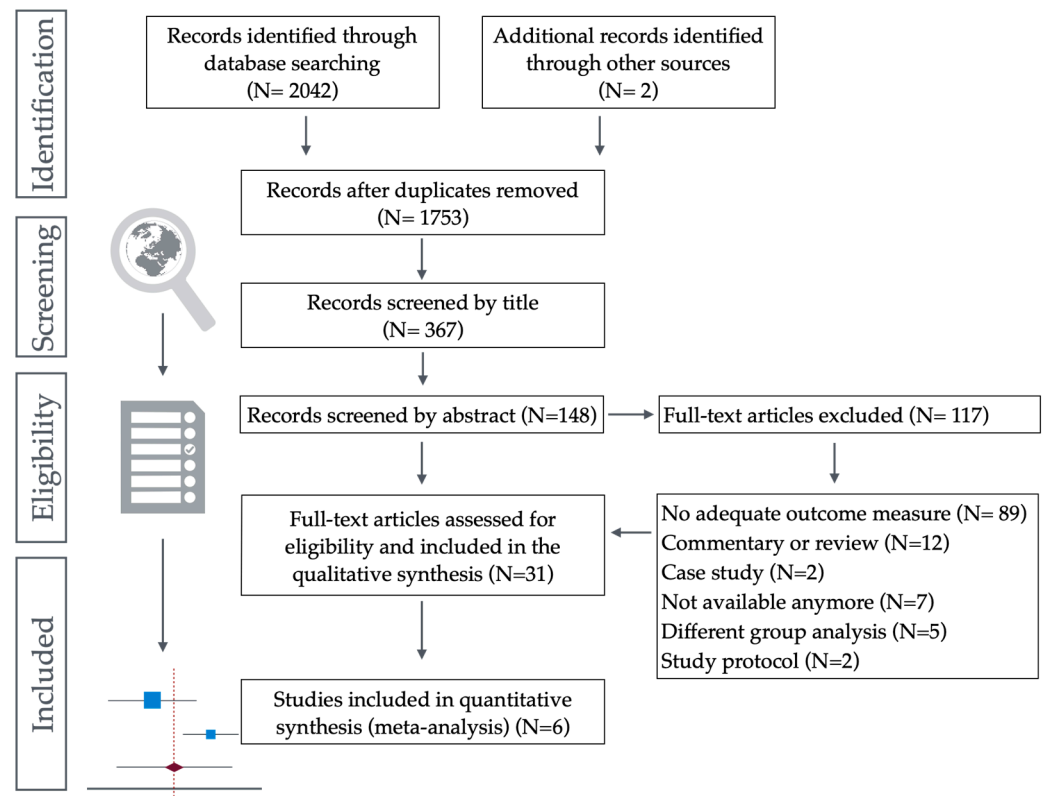 Identification
Records identified through
database searching
(N= 2042)
Additional records identified
through other sources
(N= 2)
Records after duplicates removed
(N= 1753)
Screening
Records screened by title
(N= 367)
Eligibility
Records screened by abstract (N=148)
Full-text articles excluded (N= 117)
Full-text articles assessed for
eligibility and included in the
qualitative synthesis (N=31)
No adequate outcome measure (N= 89)
Commentary or review (N=12)
Case study (N=2)
Not available anymore (N=7)
Different group analysis (N=5)
Study protocol (N=2)
Included
Studies included in quantitative
synthesis (meta-analysis) (N=6)